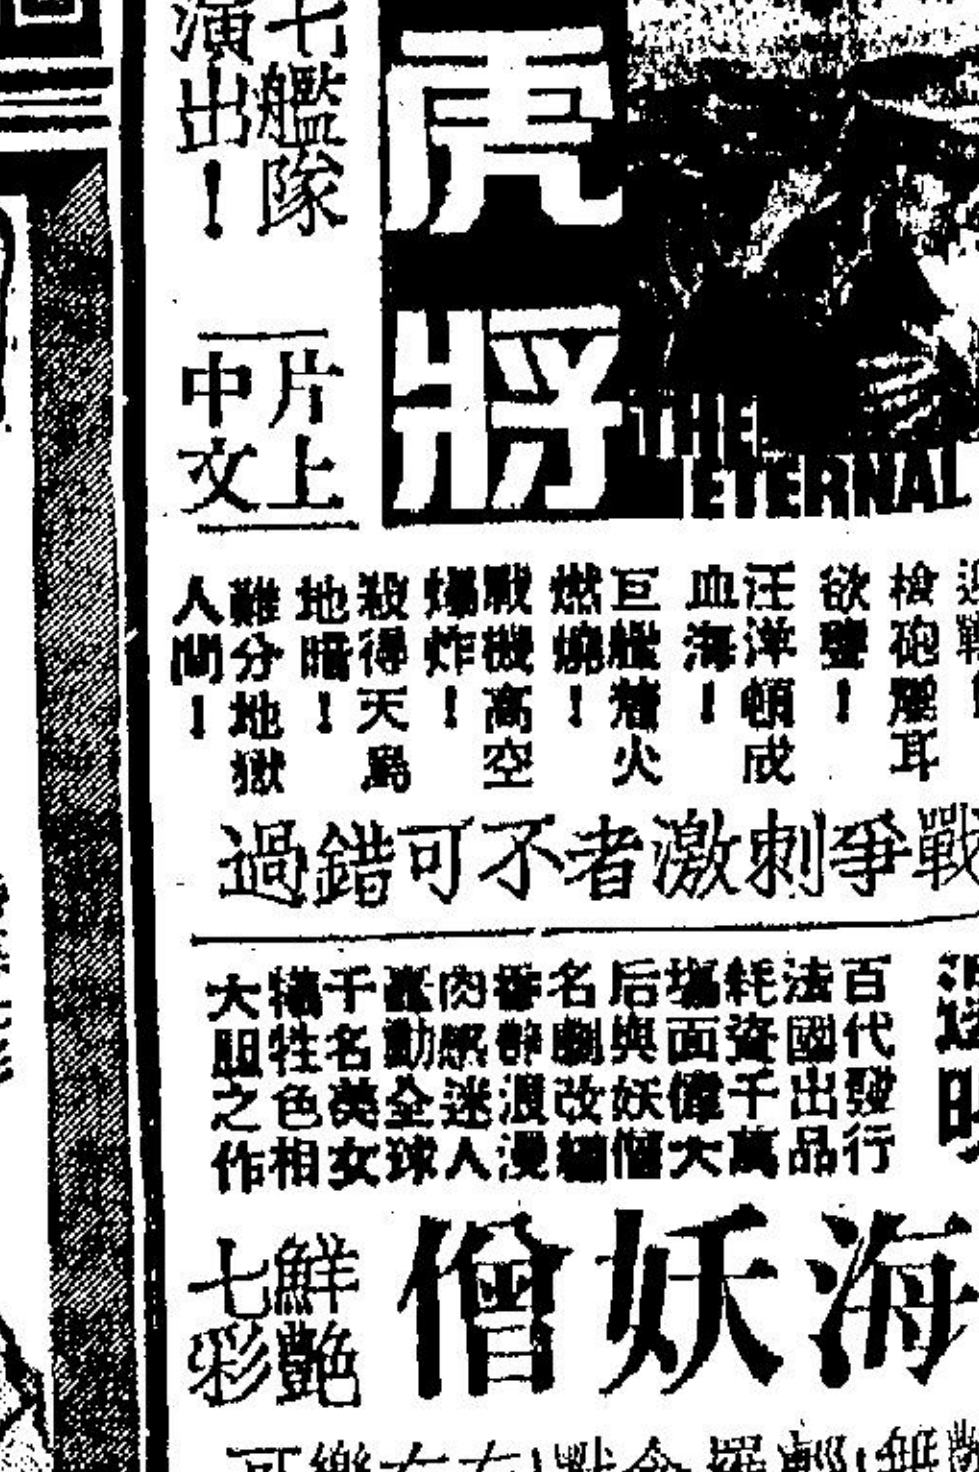 七艦隊
演出！
虎將
片上
中文
THE
ETERNAL
槍砲壓耳
欲聾！
汪洋頓成
血海！
巨艦着火
燃燒！
戰機高空
爆炸！
殺得天烏
地暗！
難分地獄
人間！
戰爭刺激者不可錯過
百代發行
法國出品
耗資千萬
場面偉大
后與妖僧
名劇改編
香豔浪漫
肉感迷人
轟動全球
千名美女
犧牲色相
大胆之作
海妖僧
鮮艷
七彩